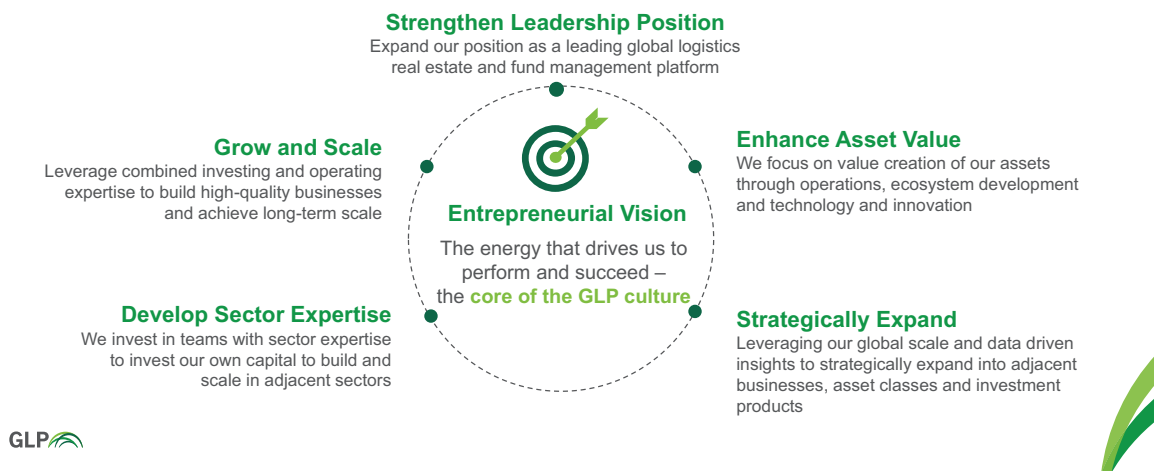 Strengthen Leadership Position
Expand our position as a leading global logistics
real estate and fund management platform
Grow and Scale
Leverage combined investing and operating
expertise to build high-quality businesses
and achieve long-term scale
Enhance Asset Value
We focus on value creation of our assets
through operations, ecosystem development
and technology and innovation
Entrepreneurial Vision
The energy that drives us to
perform and succeed –
the core of the GLP culture
Develop Sector Expertise
We invest in teams with sector expertise
to invest our own capital to build and
scale in adjacent sectors
Strategically Expand
Leveraging our global scale and data driven
insights to strategically expand into adjacent
businesses, asset classes and investment
products
GLP